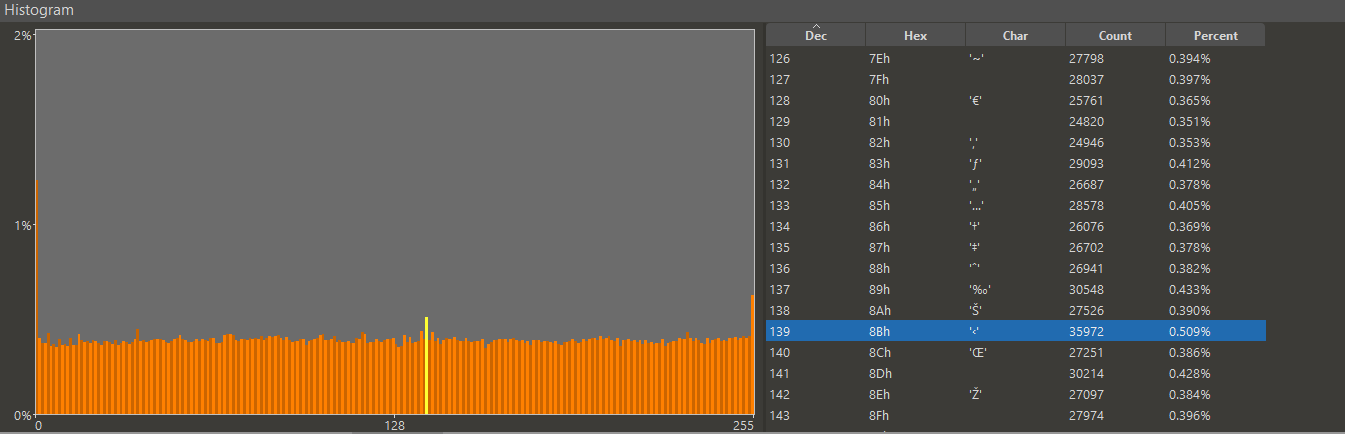 Histogram
2%
1%
0%
0 128 255
Dec Hex Char Count Percent
126 7Eh '~' 27798 0.394%
127 7Fh 28037 0.397%
128 80h '€' 25761 0.365%
129 81h 24820 0.351%
130 82h '‚' 24946 0.353%
131 83h 'ƒ' 29093 0.412%
132 84h '„' 26687 0.378%
133 85h '…' 28578 0.405%
134 86h '†' 26076 0.369%
135 87h '‡' 26702 0.378%
136 88h 'ˆ' 26941 0.382%
137 89h '‰' 30548 0.433%
138 8Ah 'Š' 27526 0.390%
139 8Bh '‹' 35972 0.509%
140 8Ch 'Œ' 27251 0.386%
141 8Dh 30214 0.428%
142 8Eh 'Ž' 27097 0.384%
143 8Fh 27974 0.396%